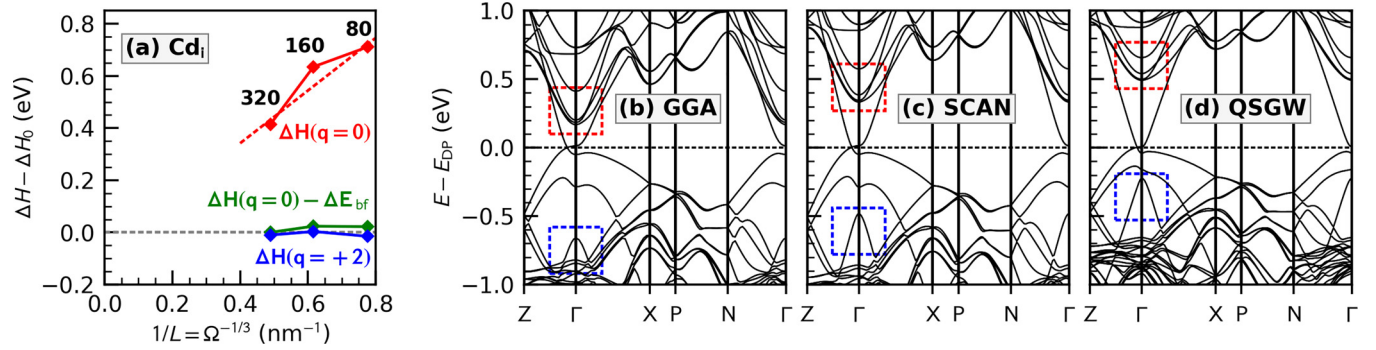 (a) Cdᵢ
80
160
320
ΔH(q = 0)
ΔH(q = 0) − ΔE_bf
ΔH(q = +2)
ΔH − ΔH₀ (eV)
0.8
0.6
0.4
0.2
0.0
−0.2
0.0 0.2 0.4 0.6 0.8
1/L = Ω⁻¹ᐟ³ (nm⁻¹)
E − E_DP (eV)
1.0
0.5
0.0
−0.5
−1.0
(b) GGA
Z Γ X P N Γ
(c) SCAN
Z Γ X P N Γ
(d) QSGW
Z Γ X P N Γ